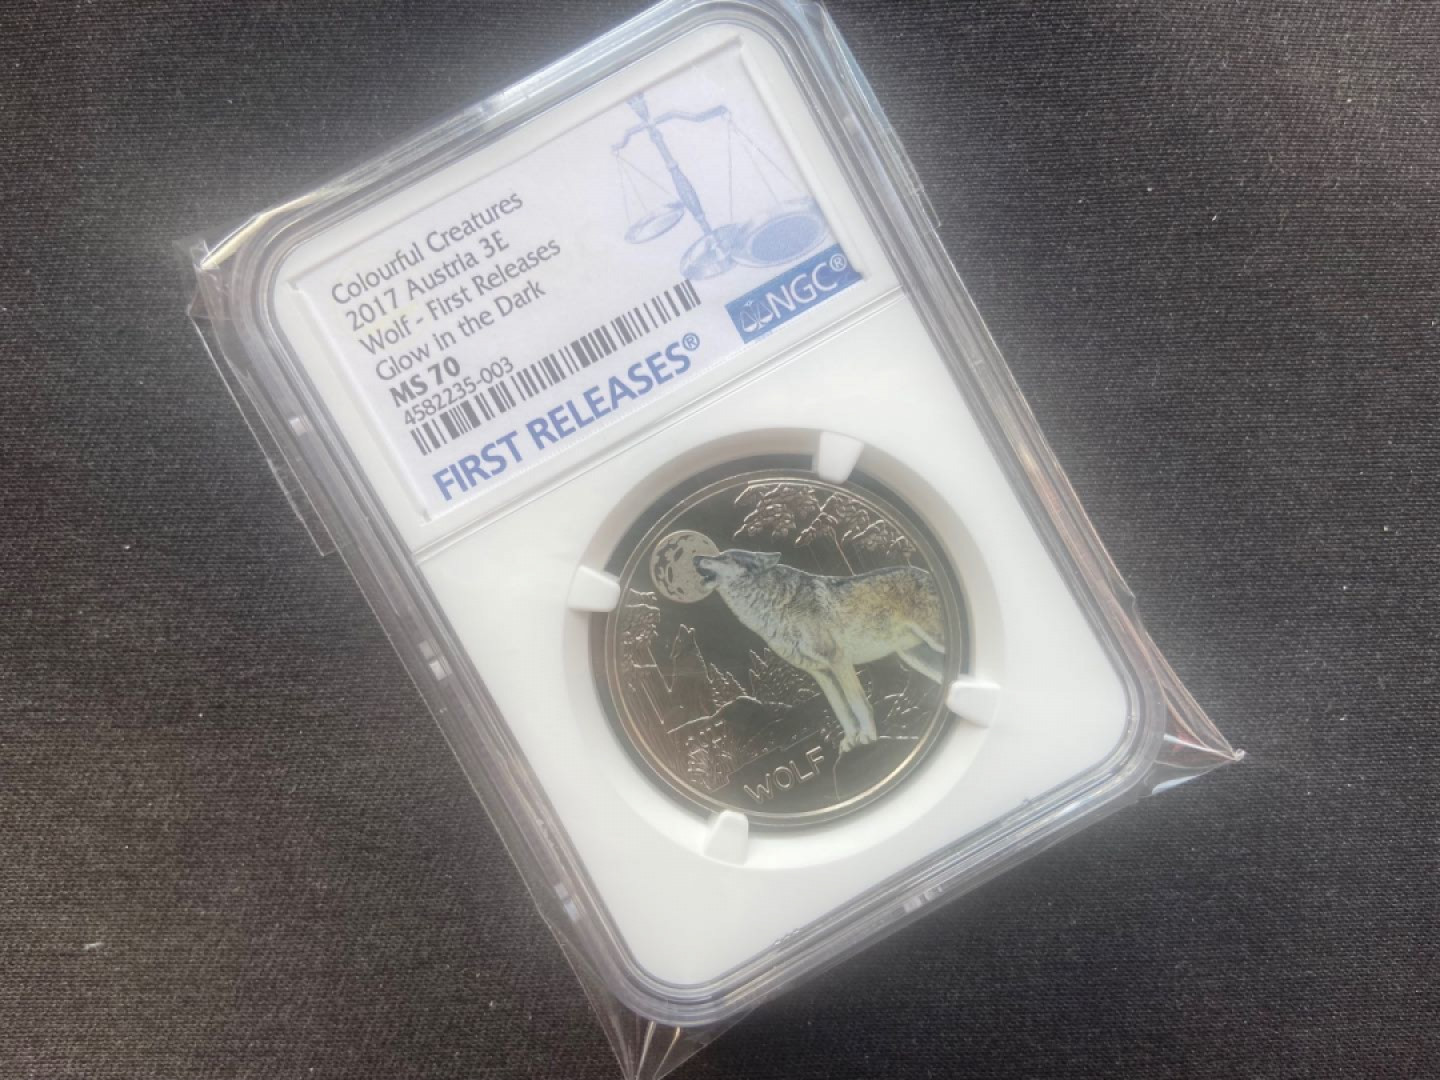 Colourful Creatures
2017 Austria 3E
Wolf - First Releases
Glow in the Dark
MS 70
4582235-003
FIRST RELEASES®
NGC®
WOLF